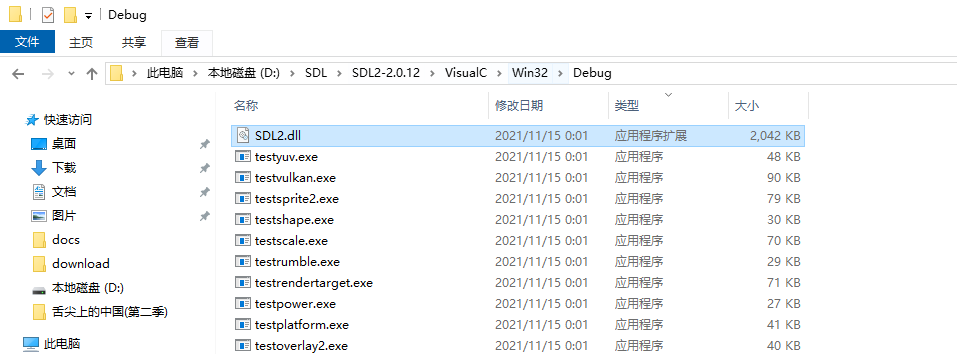 Debug
文件 主页 共享 查看
此电脑 本地磁盘 (D:) SDL SDL2-2.0.12 VisualC Win32 Debug
名称 修改日期 类型 大小
快速访问
桌面
下载
文档
图片
docs
download
本地磁盘 (D:)
舌尖上的中国(第二季)
此电脑
SDL2.dll 2021/11/15 0:01 应用程序扩展 2,042 KB
testyuv.exe 2021/11/15 0:01 应用程序 48 KB
testvulkan.exe 2021/11/15 0:01 应用程序 90 KB
testsprite2.exe 2021/11/15 0:01 应用程序 79 KB
testshape.exe 2021/11/15 0:01 应用程序 30 KB
testscale.exe 2021/11/15 0:01 应用程序 70 KB
testrumble.exe 2021/11/15 0:01 应用程序 29 KB
testrendertarget.exe 2021/11/15 0:01 应用程序 71 KB
testpower.exe 2021/11/15 0:01 应用程序 27 KB
testplatform.exe 2021/11/15 0:01 应用程序 41 KB
testoverlay2.exe 2021/11/15 0:01 应用程序 40 KB